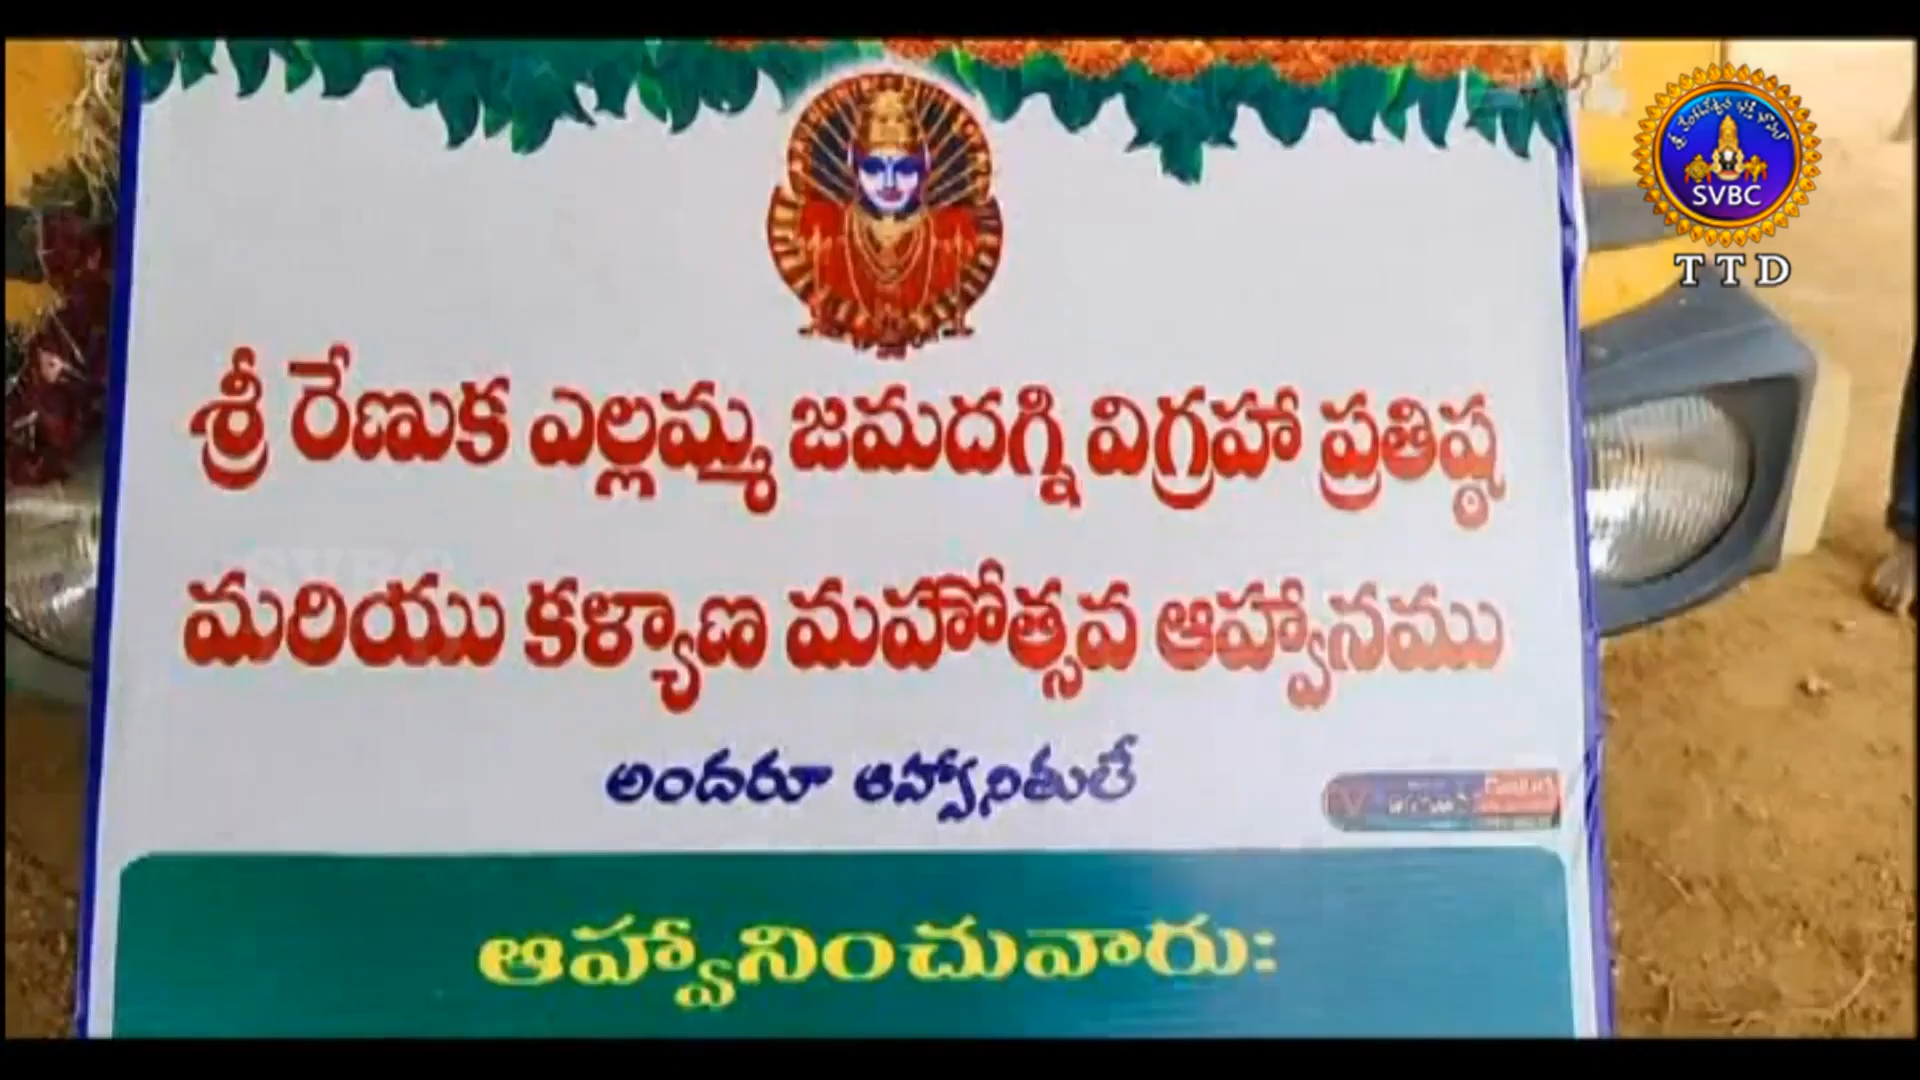 SVBC
TTD
శ్రీ రేణుక ఎల్లమ్మ జమదగ్ని విగ్రహా ప్రతిష్ఠ
మరియు కళ్యాణ మహోత్సవ ఆహ్వానము
అందరూ ఆహ్వానితులే
ఆహ్వానించువారు: